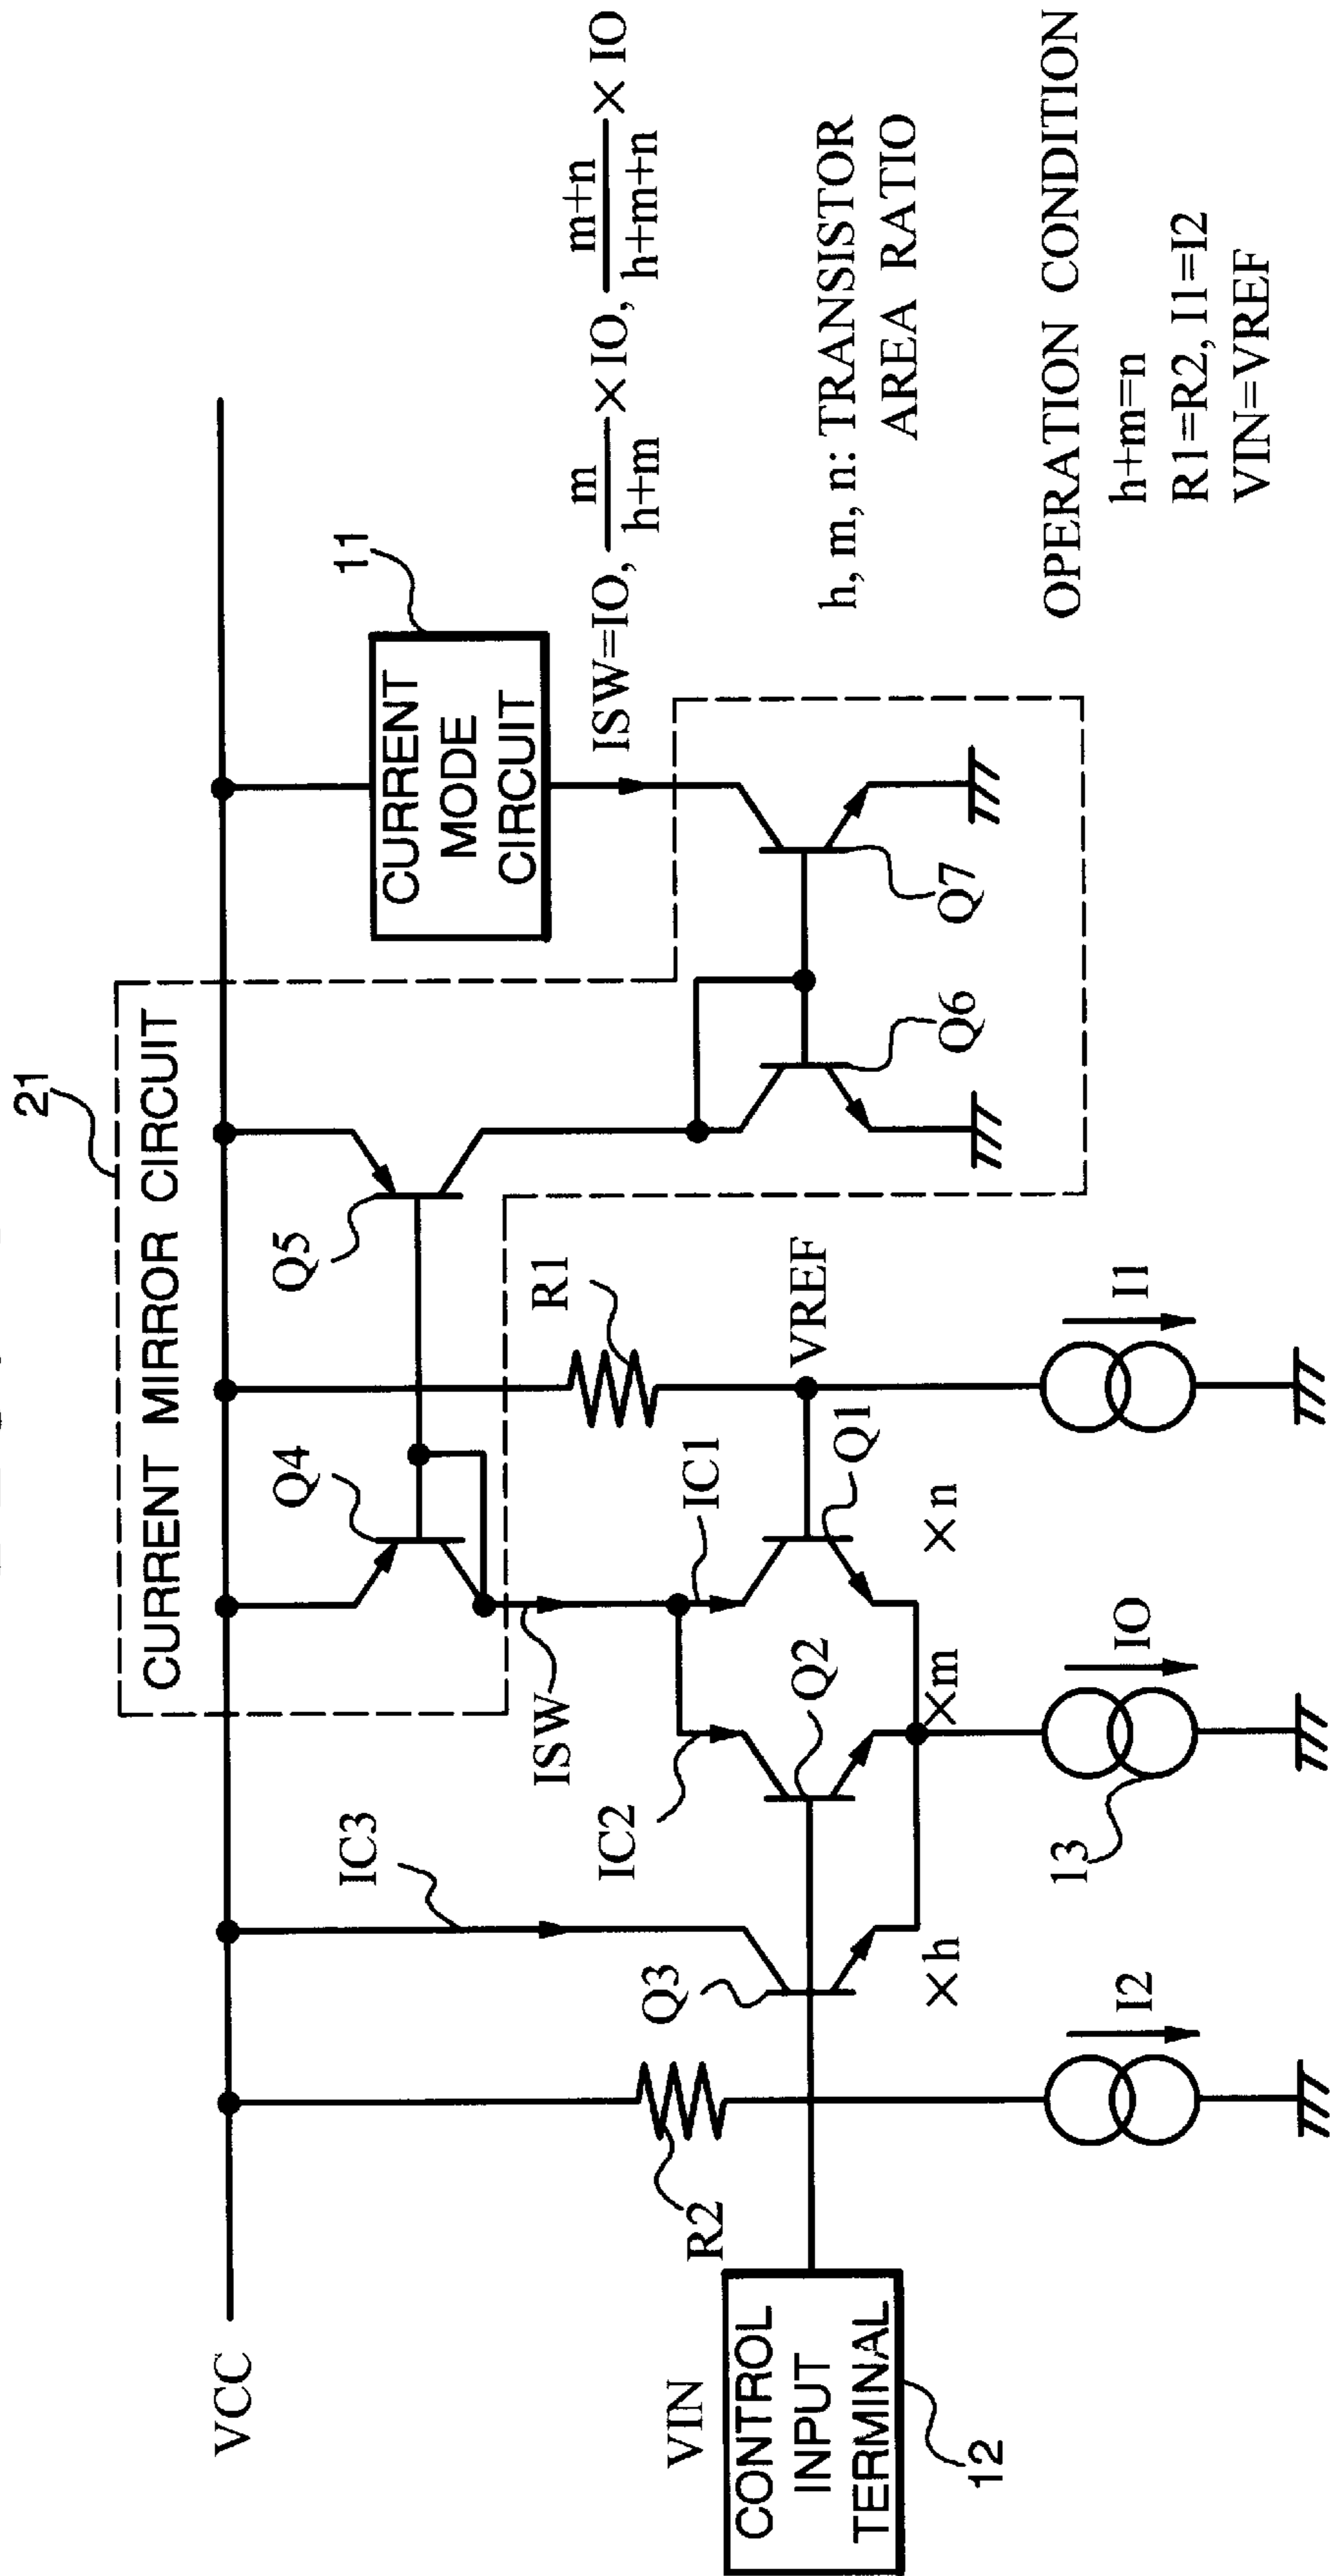 21
CURRENT MIRROR CIRCUIT
VCC
Q4
Q5
11
CURRENT
MODE
CIRCUIT
IC3
R1
ISW
IC2
IC1
ISW=IO, m/h+m ×IO, m+n/h+m+n ×IO
R2
Q3
Q2
Q1
VREF
Q6
Q7
VIN
CONTROL
INPUT
TERMINAL
12
×h
×m
×n
h, m, n: TRANSISTOR
AREA RATIO
I2
13
IO
I1
OPERATION CONDITION
h+m=n
R1=R2, I1=I2
VIN=VREF